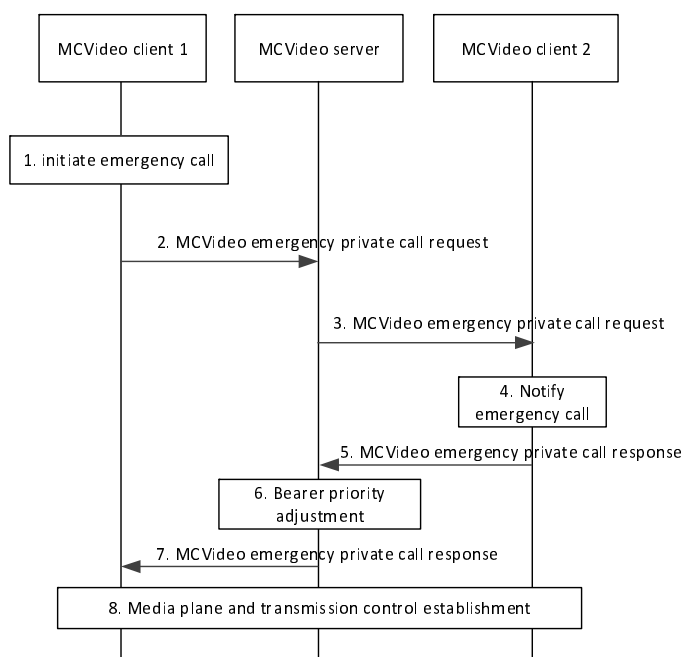 MCVideo client 1
MCVideo server
MCVideo client 2
1. initiate emergency call
2. MCVideo emergency private call request
3. MCVideo emergency private call request
4. Notify
emergency call
5. MCVideo emergency private call response
6. Bearer priority
adjustment
7. MCVideo emergency private call response
8. Media plane and transmission control establishment